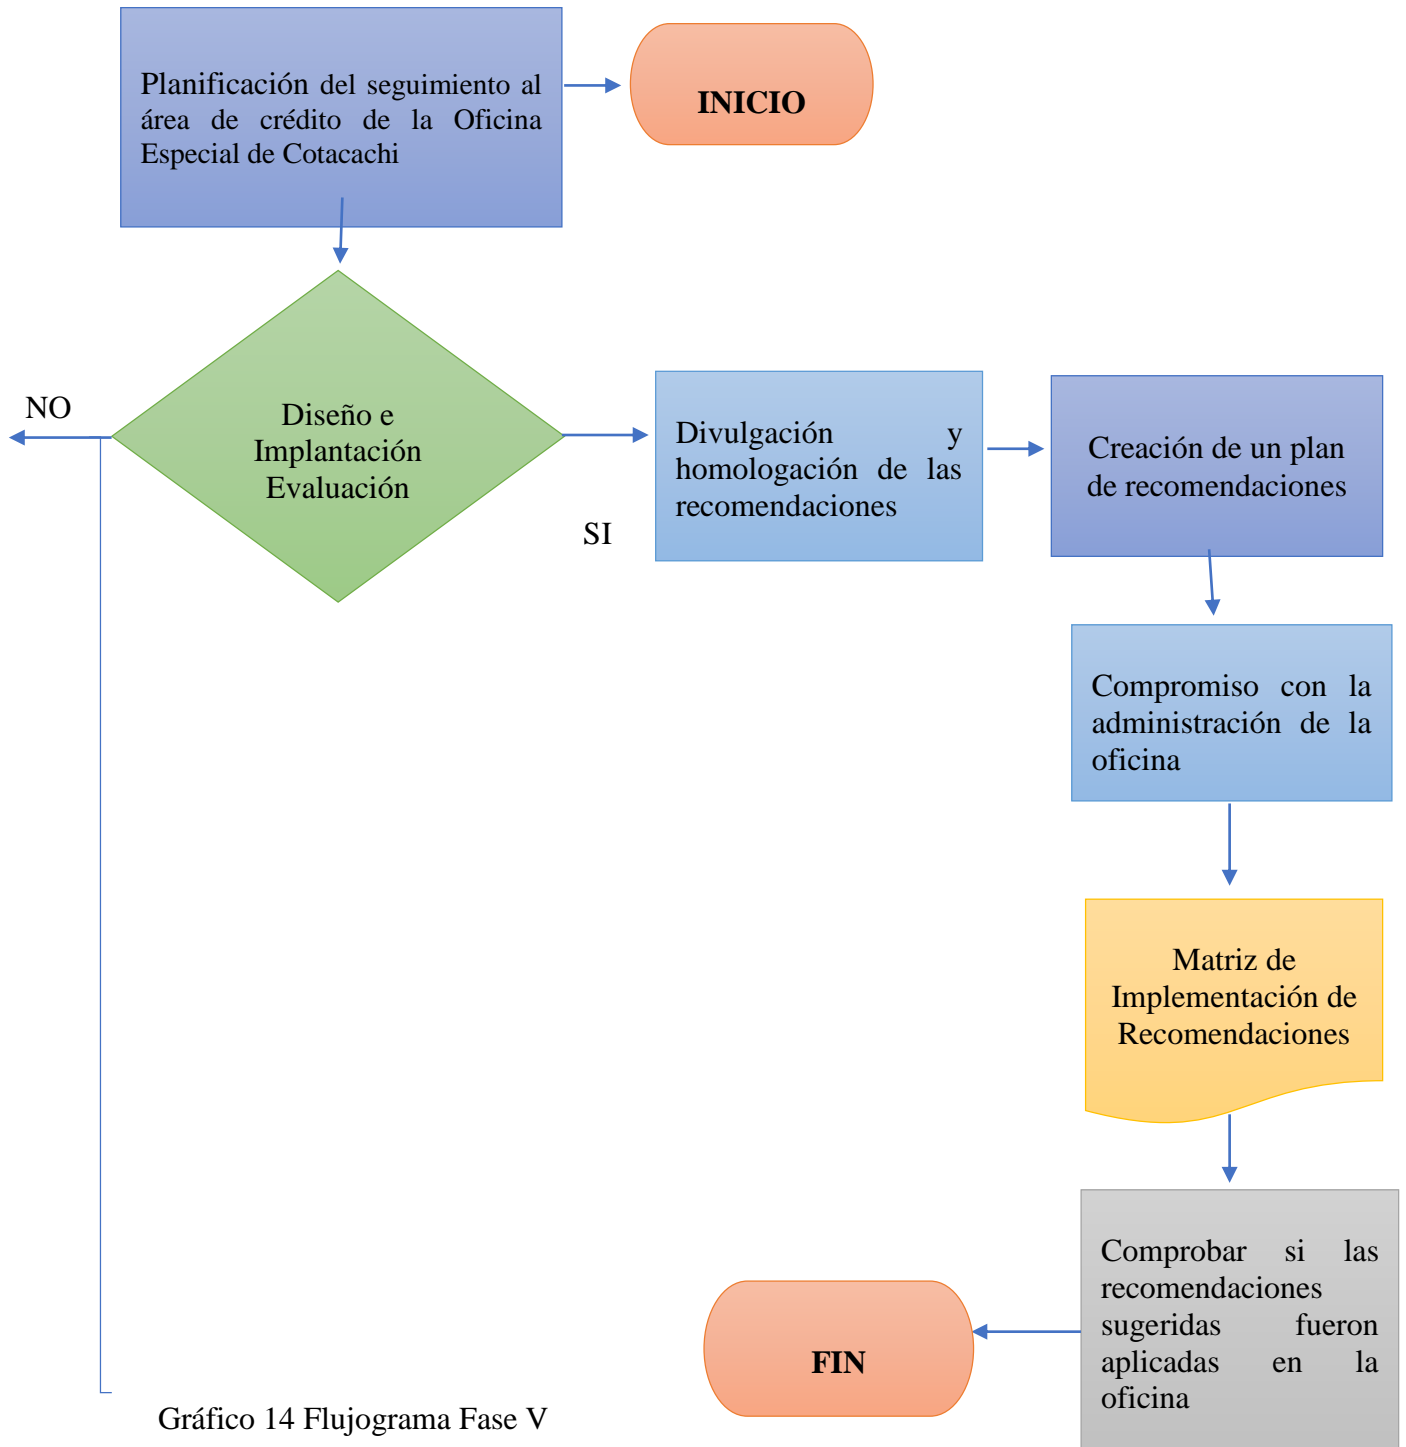 Planificación del seguimiento al
área de crédito de la Oficina
Especial de Cotacachi
INICIO
NO
Diseño e
Implantación
Evaluación
SI
Divulgación y
homologación de las
recomendaciones
Creación de un plan
de recomendaciones
Compromiso con la
administración de la
oficina
Matriz de
Implementación de
Recomendaciones
Comprobar si las
recomendaciones
sugeridas fueron
aplicadas en la
oficina
FIN
Gráfico 14 Flujograma Fase V